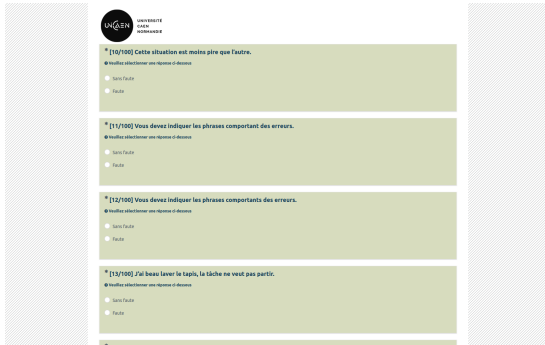 UNICAEN
UNIVERSITÉ
CAEN
NORMANDIE
* [10/100] Cette situation est moins pire que l'autre.
Veuillez sélectionner une réponse ci-dessous
Sans faute
Faute
* [11/100] Vous devez indiquer les phrases comportant des erreurs.
Veuillez sélectionner une réponse ci-dessous
Sans faute
Faute
* [12/100] Vous devez indiquer les phrases comportants des erreurs.
Veuillez sélectionner une réponse ci-dessous
Sans faute
Faute
* [13/100] J'ai beau laver le tapis, la tâche ne veut pas partir.
Veuillez sélectionner une réponse ci-dessous
Sans faute
Faute